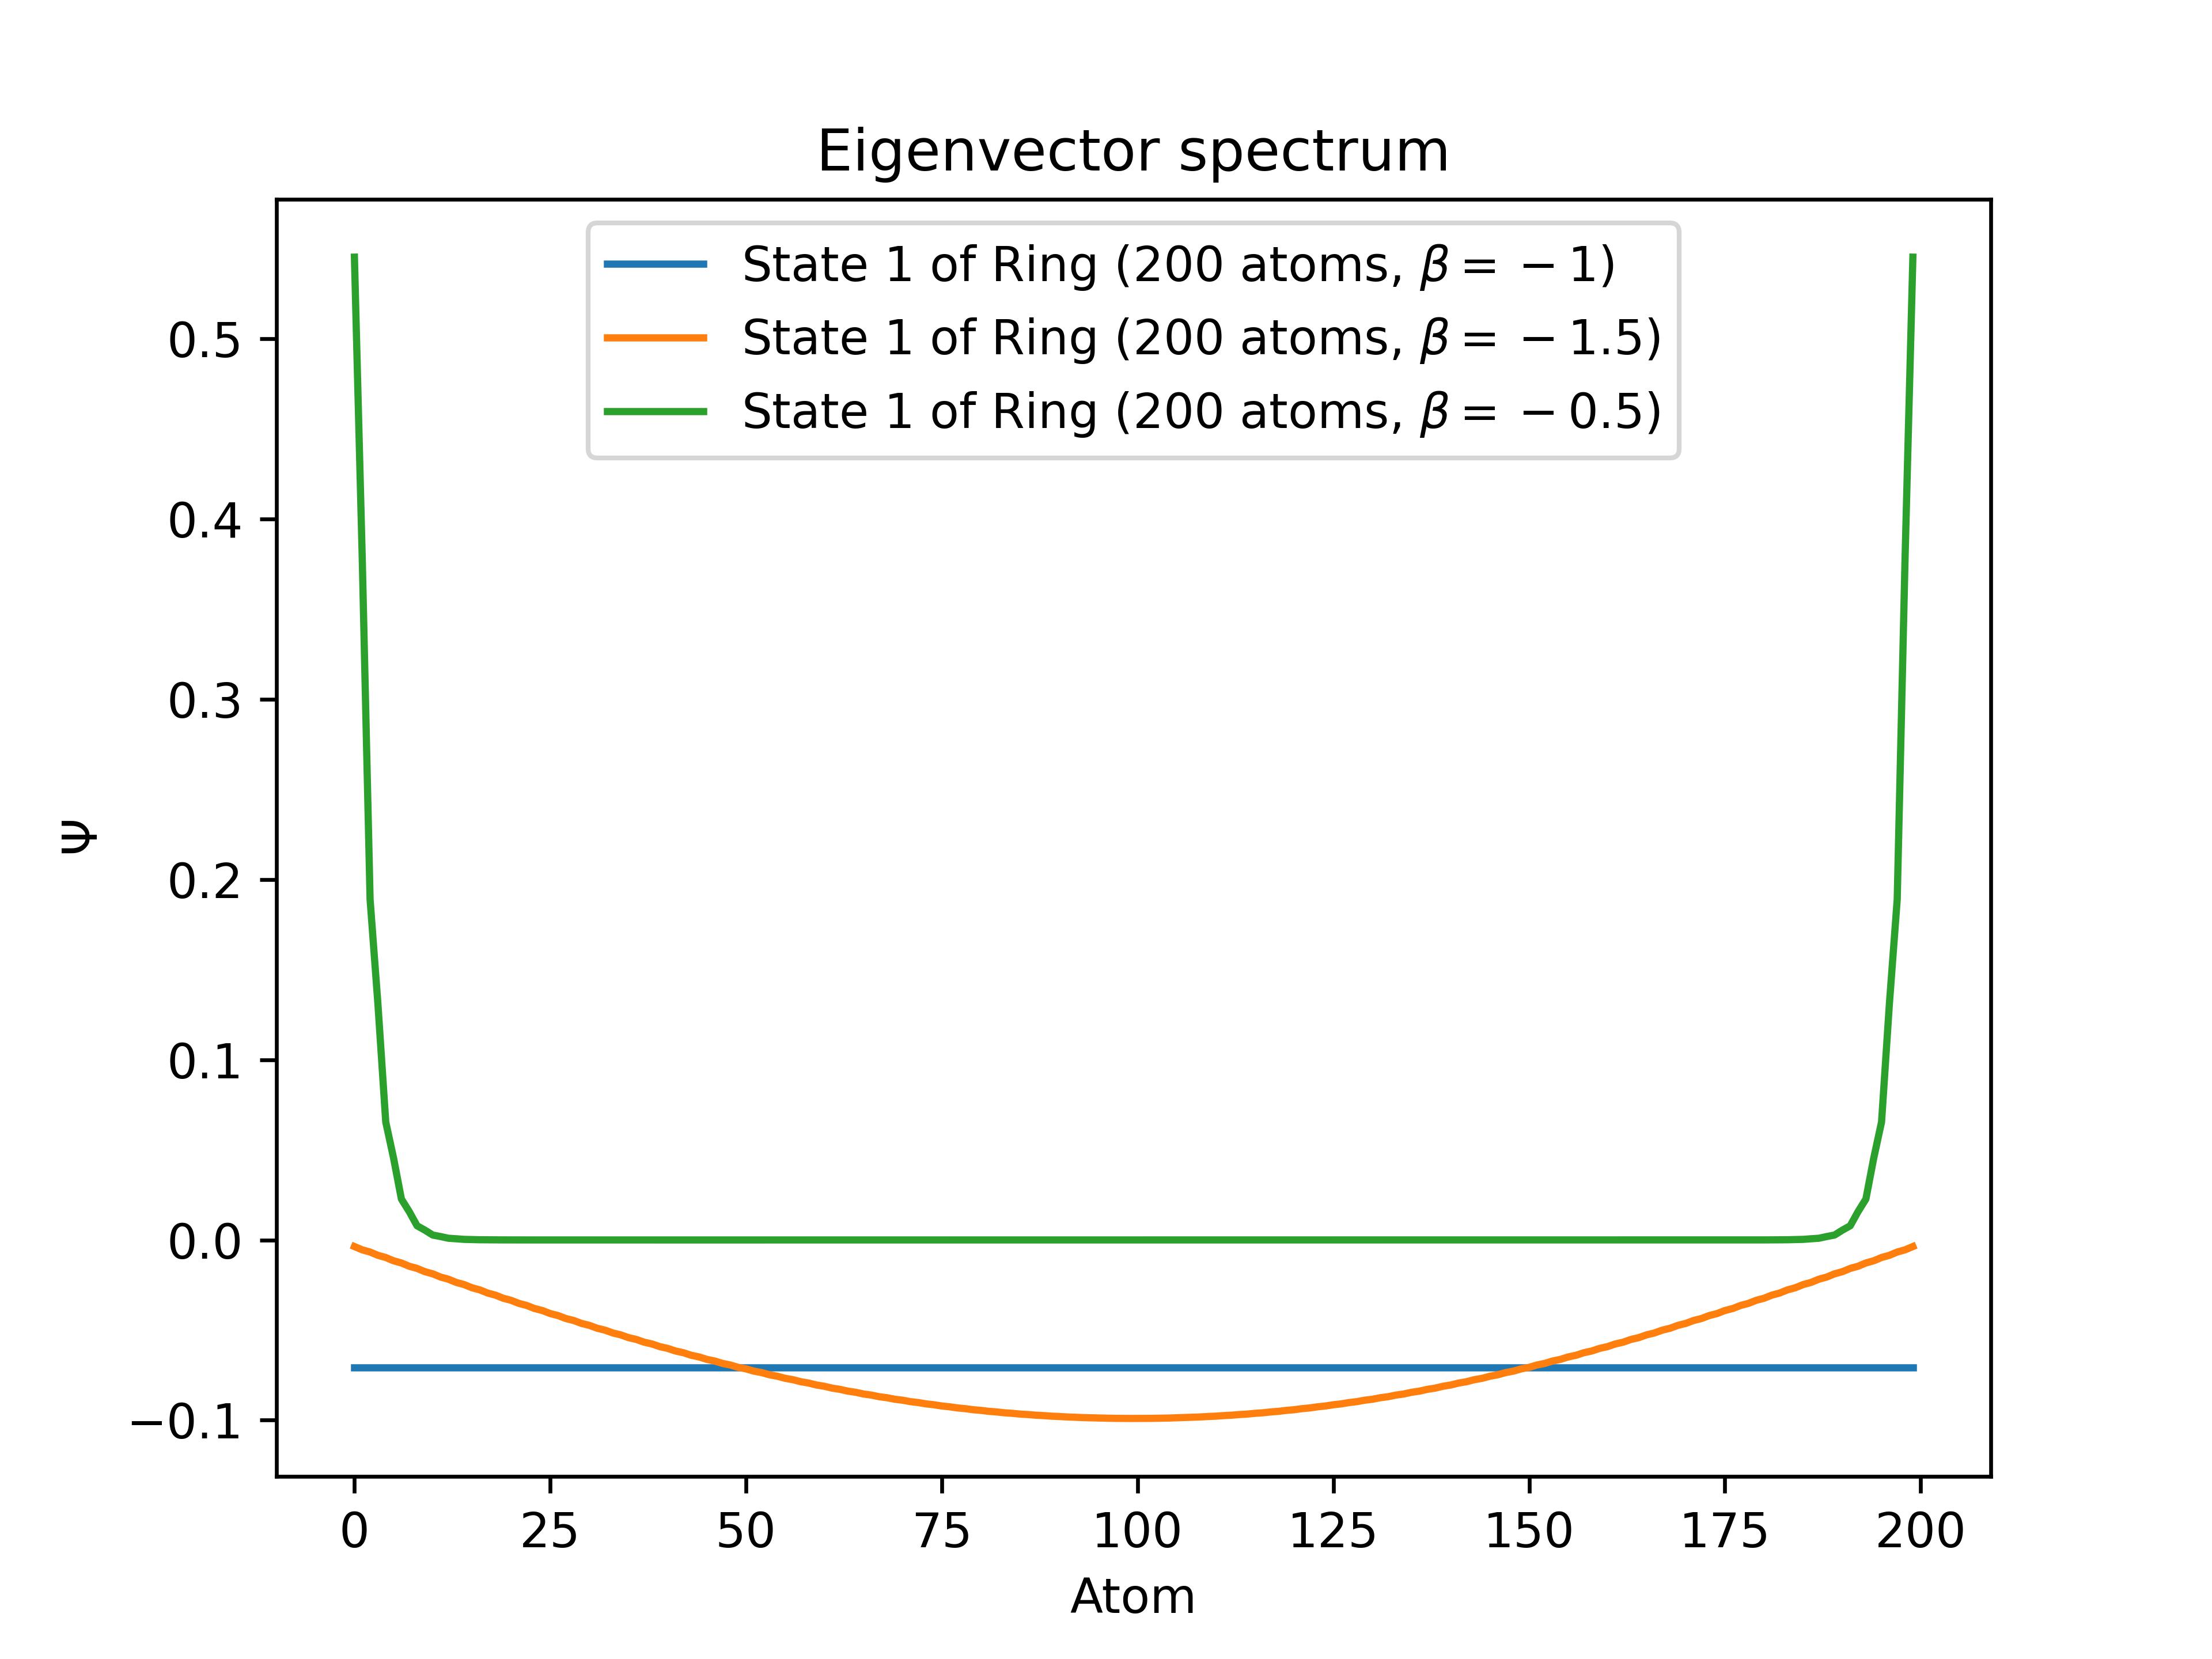 Eigenvector spectrum
State 1 of Ring (200 atoms, β = − 1)
State 1 of Ring (200 atoms, β = − 1.5)
State 1 of Ring (200 atoms, β = − 0.5)
0.5
0.4
0.3
0.2
0.1
0.0
−0.1
Ψ
0 25 50 75 100 125 150 175 200
Atom